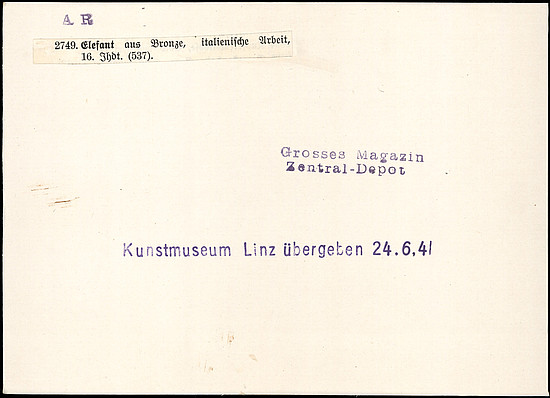 A R
2749. Elefant aus Bronze, italienische Arbeit,
16. Jhdt. (537).
Grosses Magazin
Zentral-Depot
Kunstmuseum Linz übergeben 24.6.41